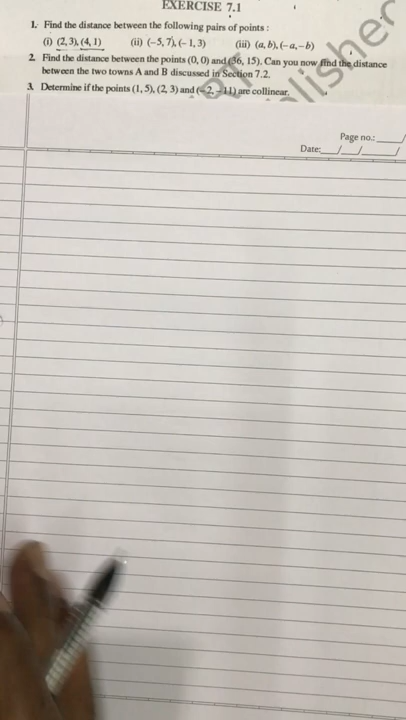 EXERCISE 7.1
1. Find the distance between the following pairs of points :
(i) (2, 3), (4, 1) (ii) (–5, 7), (–1, 3) (iii) (a, b), (–a, –b)
2. Find the distance between the points (0, 0) and (36, 15). Can you now find the distance
between the two towns A and B discussed in Section 7.2.
3. Determine if the points (1, 5), (2, 3) and (–2, –11) are collinear.
Page no.:
Date: / /